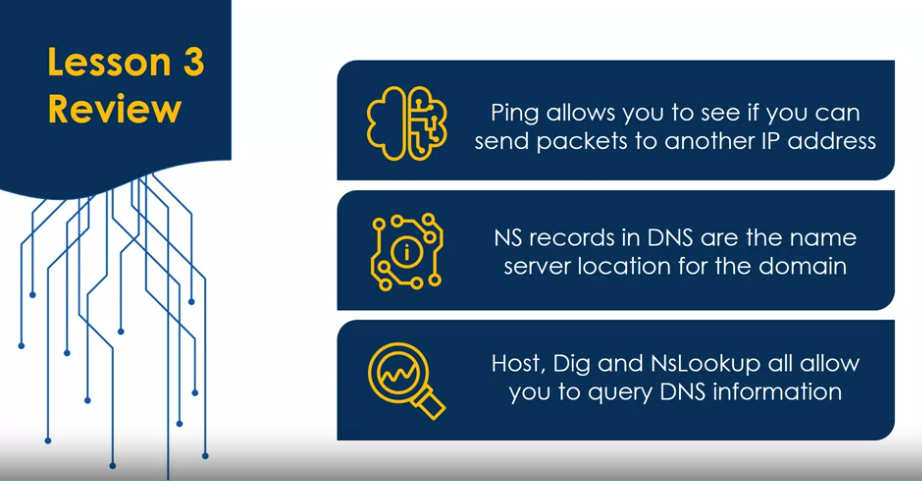 Lesson 3
Review
Ping allows you to see if you can
send packets to another IP address
NS records in DNS are the name
server location for the domain
Host, Dig and NsLookup all allow
you to query DNS information